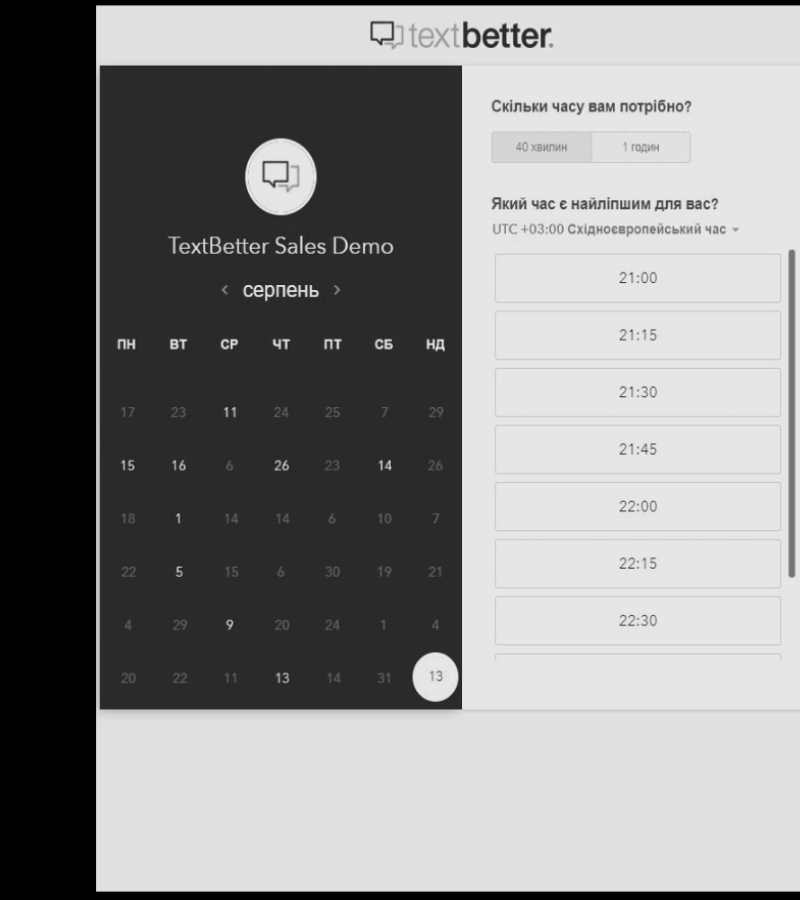 textbetter.
TextBetter Sales Demo
< серпень >
ПН ВТ СР ЧТ ПТ СБ НД
17 23 11 24 25 7 29
15 16 6 26 23 14 26
18 1 14 14 6 10 7
22 5 15 6 30 19 21
4 29 9 20 24 1 4
20 22 11 13 14 31 13
Скільки часу вам потрібно?
40 хвилин 1 годин
Який час є найліпшим для вас?
UTC +03:00 Східноєвропейський час
21:00
21:15
21:30
21:45
22:00
22:15
22:30